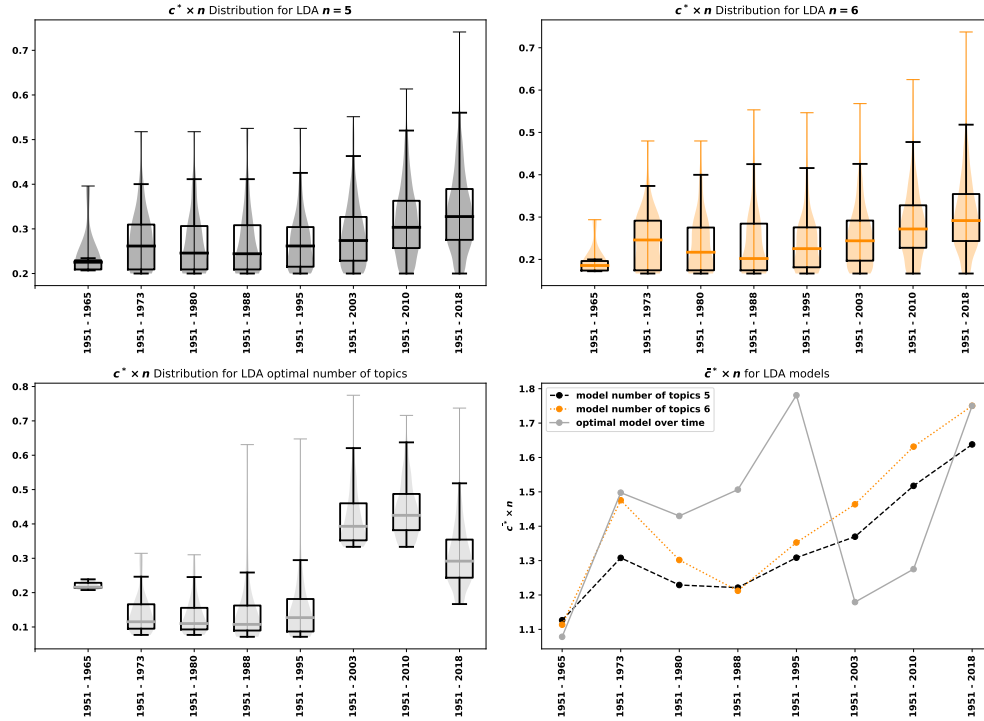 c* × n Distribution for LDA n = 5
0.7
0.6
0.5
0.4
0.3
0.2
1951 - 1965
1951 - 1973
1951 - 1980
1951 - 1988
1951 - 1995
1951 - 2003
1951 - 2010
1951 - 2018
c* × n Distribution for LDA n = 6
0.7
0.6
0.5
0.4
0.3
0.2
1951 - 1965
1951 - 1973
1951 - 1980
1951 - 1988
1951 - 1995
1951 - 2003
1951 - 2010
1951 - 2018
c* × n Distribution for LDA optimal number of topics
0.8
0.7
0.6
0.5
0.4
0.3
0.2
0.1
1951 - 1965
1951 - 1973
1951 - 1980
1951 - 1988
1951 - 1995
1951 - 2003
1951 - 2010
1951 - 2018
c̄* × n for LDA models
model number of topics 5
model number of topics 6
optimal model over time
c̄* × n
1.8
1.7
1.6
1.5
1.4
1.3
1.2
1.1
1951 - 1965
1951 - 1973
1951 - 1980
1951 - 1988
1951 - 1995
1951 - 2003
1951 - 2010
1951 - 2018